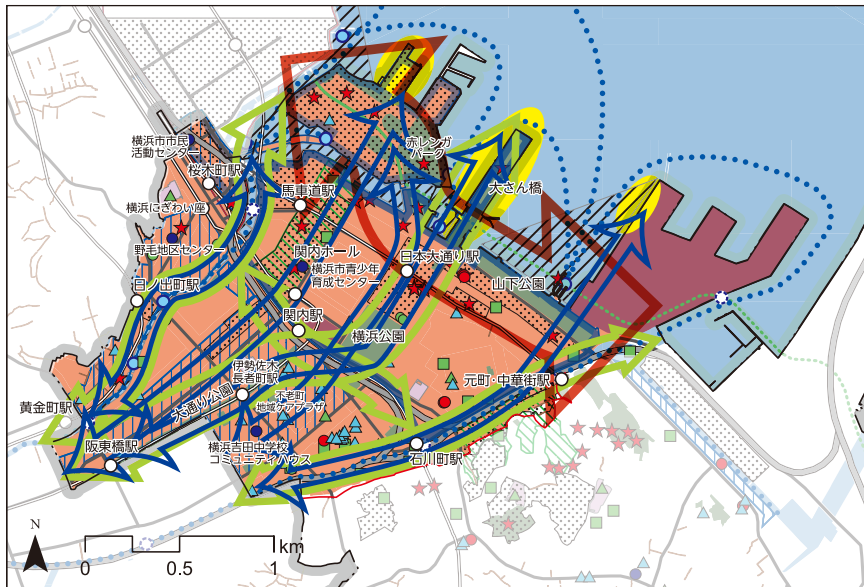 横浜市市民
活動センター
桜木町駅
横浜にぎわい座
野毛地区センター
日ノ出町駅
馬車道駅
赤レンガ
パーク
大さん橋
関内ホール
横浜市青少年
育成センター
日本大通り駅
山下公園
関内駅
横浜公園
伊勢佐木
長者町駅
不老町
地域ケアプラザ
元町・中華街駅
黄金町駅
大通り公園
阪東橋駅
横浜吉田中学校
コミュニティハウス
石川町駅
N
km
0
0.5
1